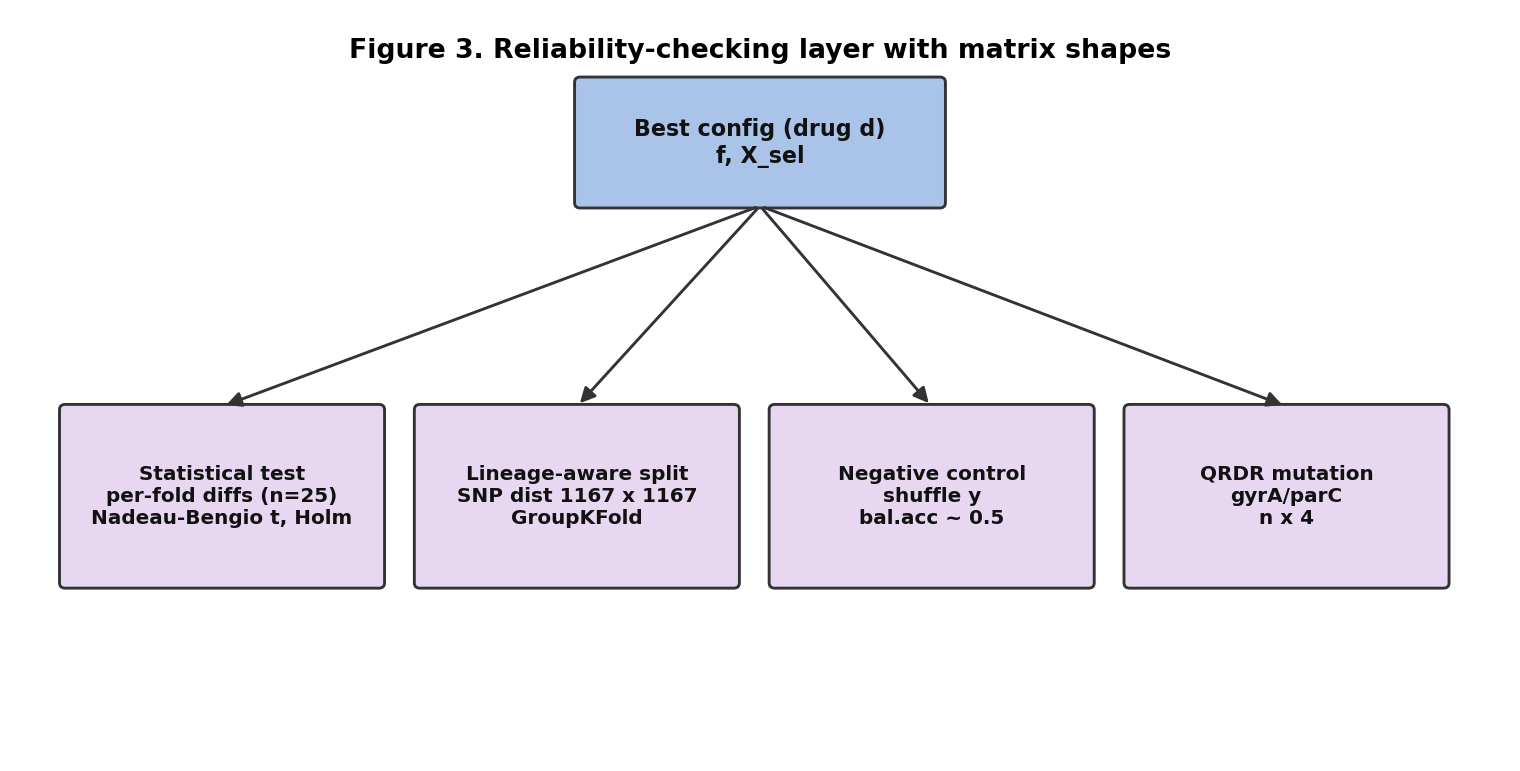 Figure 3. Reliability-checking layer with matrix shapes
Best config (drug d)
f, X_sel
Statistical test
per-fold diffs (n=25)
Nadeau-Bengio t, Holm
Lineage-aware split
SNP dist 1167 x 1167
GroupKFold
Negative control
shuffle y
bal.acc ~ 0.5
QRDR mutation
gyrA/parC
n x 4